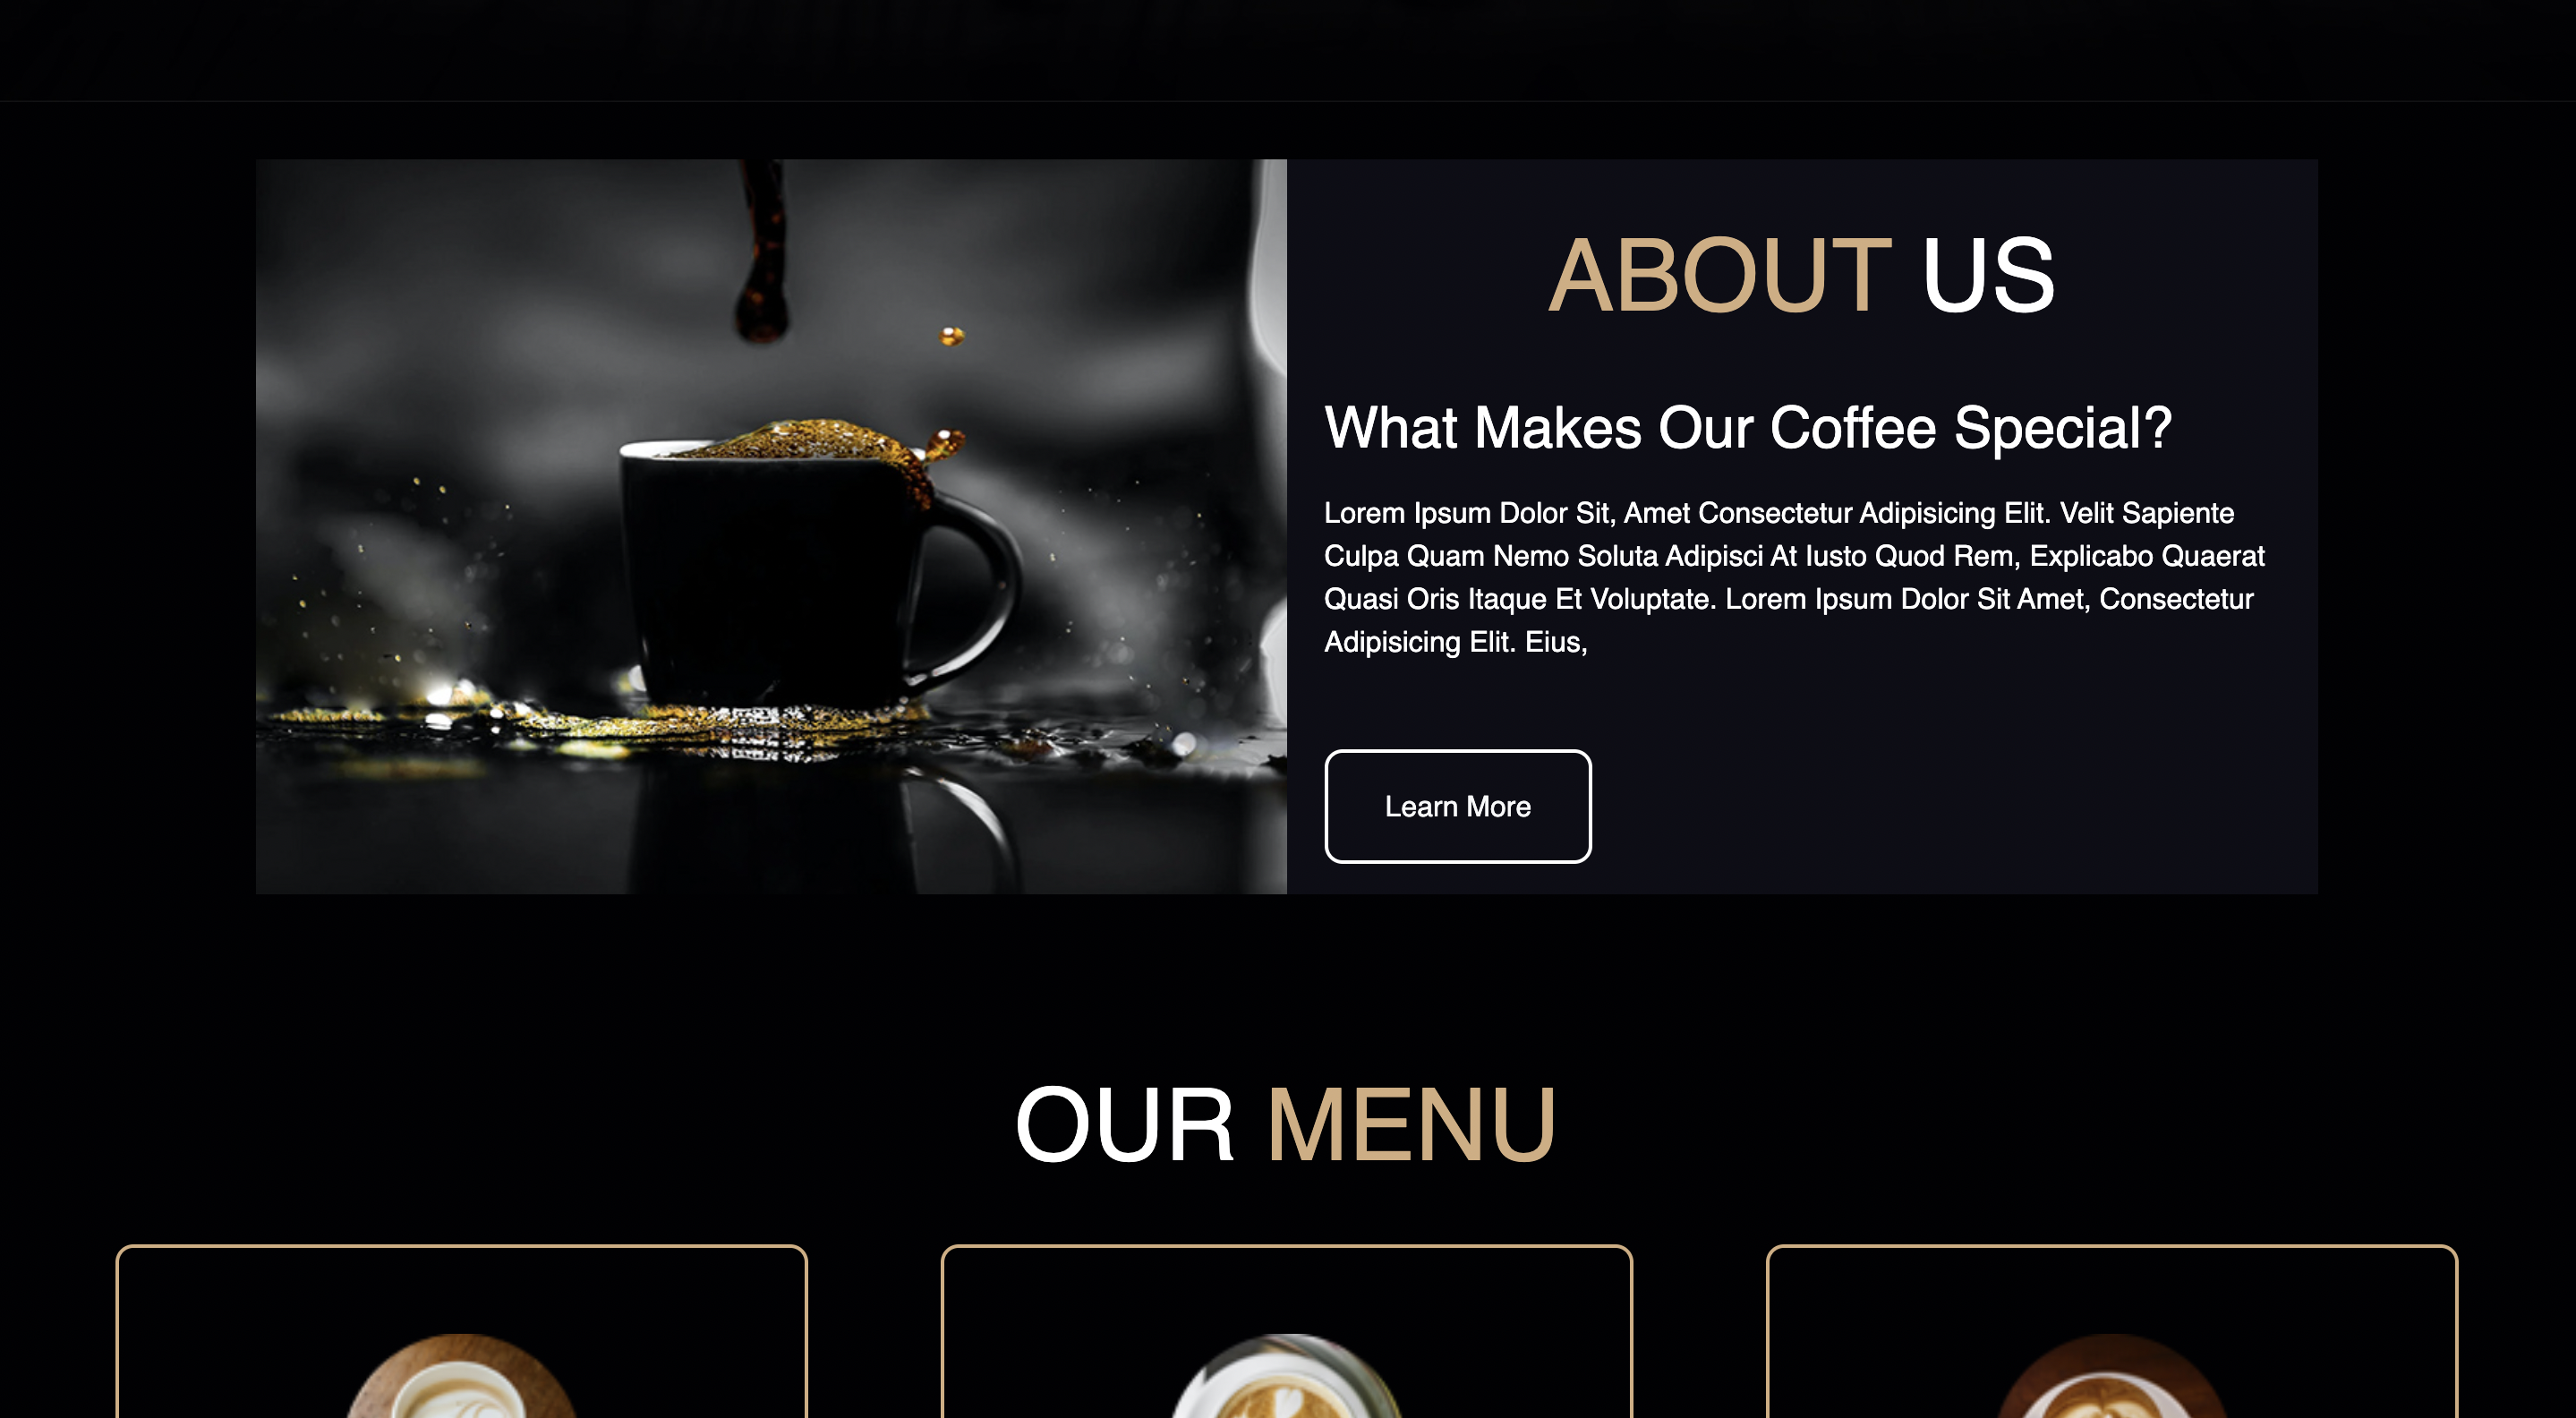 ABOUT US
What Makes Our Coffee Special?
Lorem Ipsum Dolor Sit, Amet Consectetur Adipisicing Elit. Velit Sapiente
Culpa Quam Nemo Soluta Adipisci At Iusto Quod Rem, Explicabo Quaerat
Quasi Oris Itaque Et Voluptate. Lorem Ipsum Dolor Sit Amet, Consectetur
Adipisicing Elit. Eius,
Learn More
OUR MENU